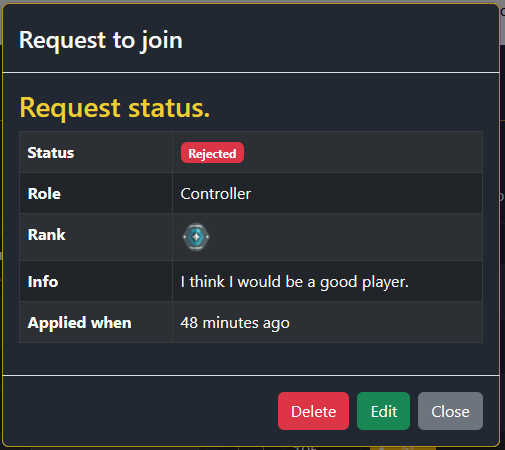 Request to join
Request status.
Status Rejected
Role Controller
Rank
Info I think I would be a good player.
Applied when 48 minutes ago
Delete Edit Close